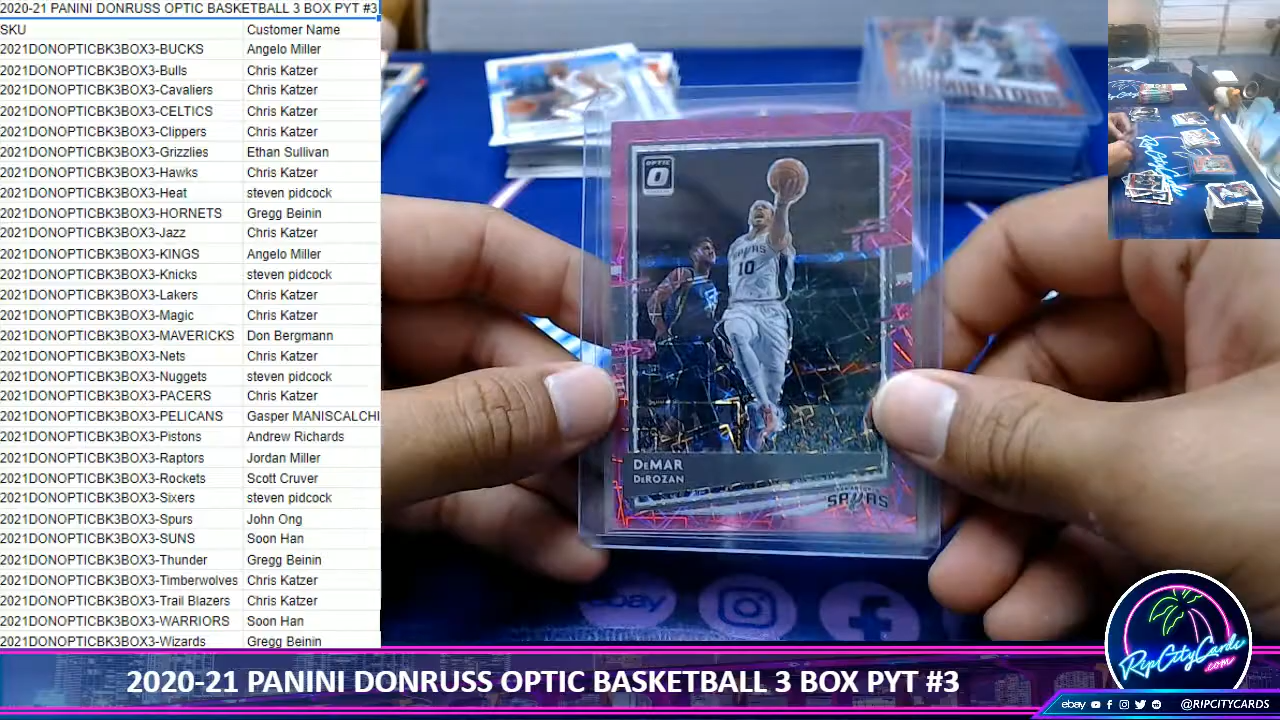 2020-21 PANINI DONRUSS OPTIC BASKETBALL 3 BOX PYT #3
SKU Customer Name
2021DONOPTICBK3BOX3-BUCKS Angelo Miller
2021DONOPTICBK3BOX3-Bulls Chris Katzer
2021DONOPTICBK3BOX3-Cavaliers Chris Katzer
2021DONOPTICBK3BOX3-CELTICS Chris Katzer
2021DONOPTICBK3BOX3-Clippers Chris Katzer
2021DONOPTICBK3BOX3-Grizzlies Ethan Sullivan
2021DONOPTICBK3BOX3-Hawks Chris Katzer
2021DONOPTICBK3BOX3-Heat steven pidcock
2021DONOPTICBK3BOX3-HORNETS Gregg Beinin
2021DONOPTICBK3BOX3-Jazz Chris Katzer
2021DONOPTICBK3BOX3-KINGS Angelo Miller
2021DONOPTICBK3BOX3-Knicks steven pidcock
2021DONOPTICBK3BOX3-Lakers Chris Katzer
2021DONOPTICBK3BOX3-Magic Chris Katzer
2021DONOPTICBK3BOX3-MAVERICKS Don Bergmann
2021DONOPTICBK3BOX3-Nets Chris Katzer
2021DONOPTICBK3BOX3-Nuggets steven pidcock
2021DONOPTICBK3BOX3-PACERS Chris Katzer
2021DONOPTICBK3BOX3-PELICANS Gasper MANISCALCHI
2021DONOPTICBK3BOX3-Pistons Andrew Richards
2021DONOPTICBK3BOX3-Raptors Jordan Miller
2021DONOPTICBK3BOX3-Rockets Scott Cruver
2021DONOPTICBK3BOX3-Sixers steven pidcock
2021DONOPTICBK3BOX3-Spurs John Ong
2021DONOPTICBK3BOX3-SUNS Soon Han
2021DONOPTICBK3BOX3-Thunder Gregg Beinin
2021DONOPTICBK3BOX3-Timberwolves Chris Katzer
2021DONOPTICBK3BOX3-Trail Blazers Chris Katzer
2021DONOPTICBK3BOX3-WARRIORS Soon Han
2021DONOPTICBK3BOX3-Wizards Gregg Beinin
OPTIC
SPURS
10
DeMAR
DeROZAN
SPURS
ebay
RipCityCards
.com
2020-21 PANINI DONRUSS OPTIC BASKETBALL 3 BOX PYT #3
ebay @RIPCITYCARDS